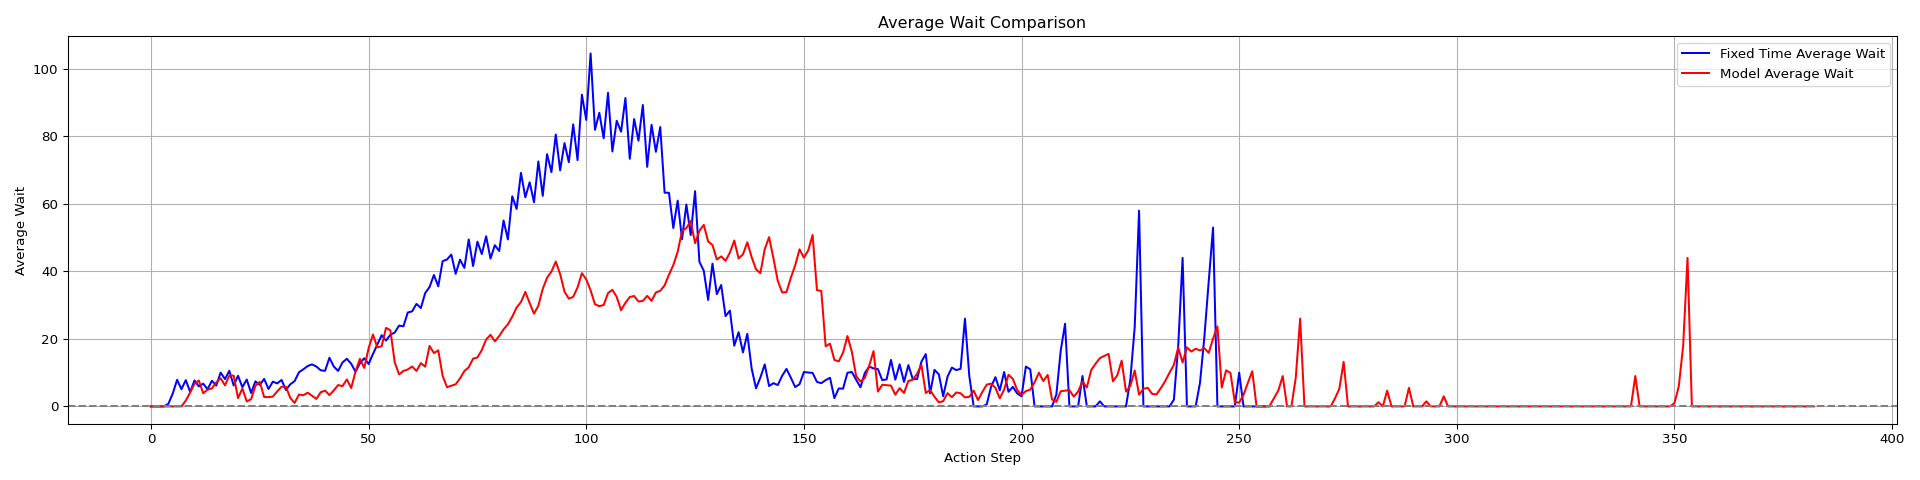 Average Wait Comparison
Fixed Time Average Wait
Model Average Wait
Average Wait
100
80
60
40
20
0
0 50 100 150 200 250 300 350 400
Action Step